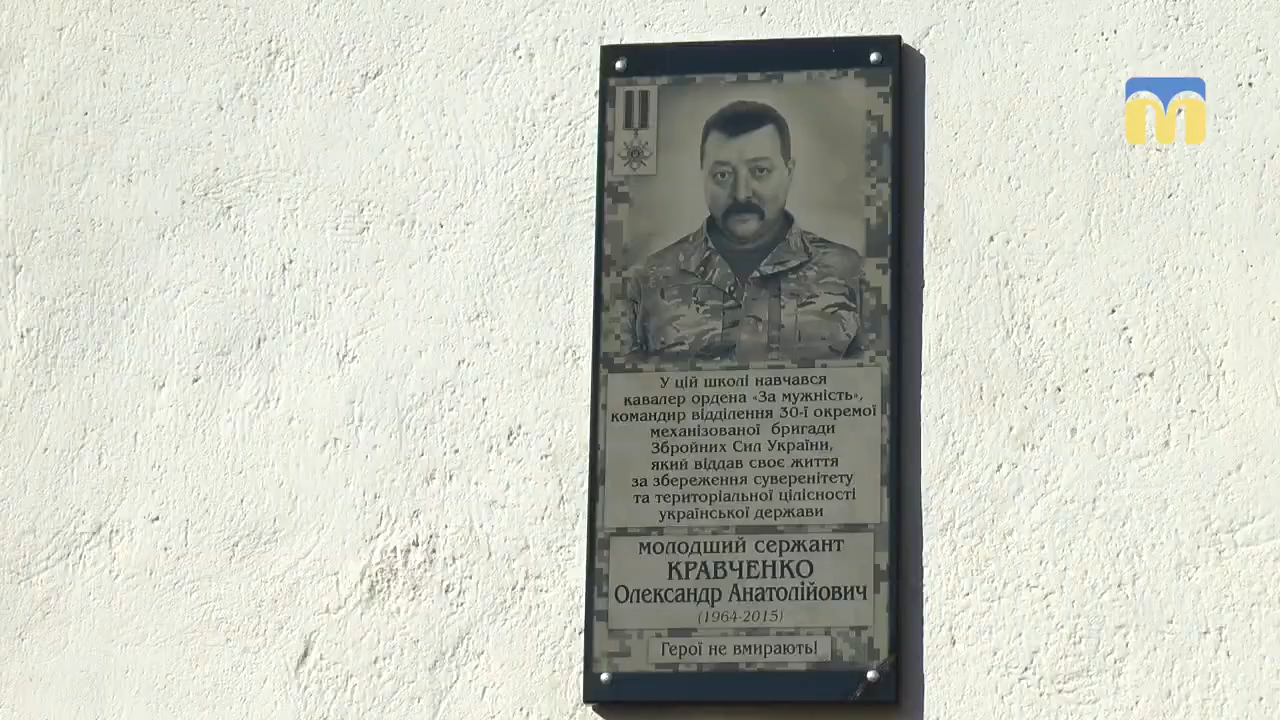 У цій школі навчався
кавалер ордена «За мужність»,
командир відділення 30-ї окремої
механізованої бригади
Збройних Сил України,
який віддав своє життя
за збереження суверенітету
та територіальної цілісності
української держави
молодший сержант
КРАВЧЕНКО
Олександр Анатолійович
(1964-2015)
Герої не вмирають!